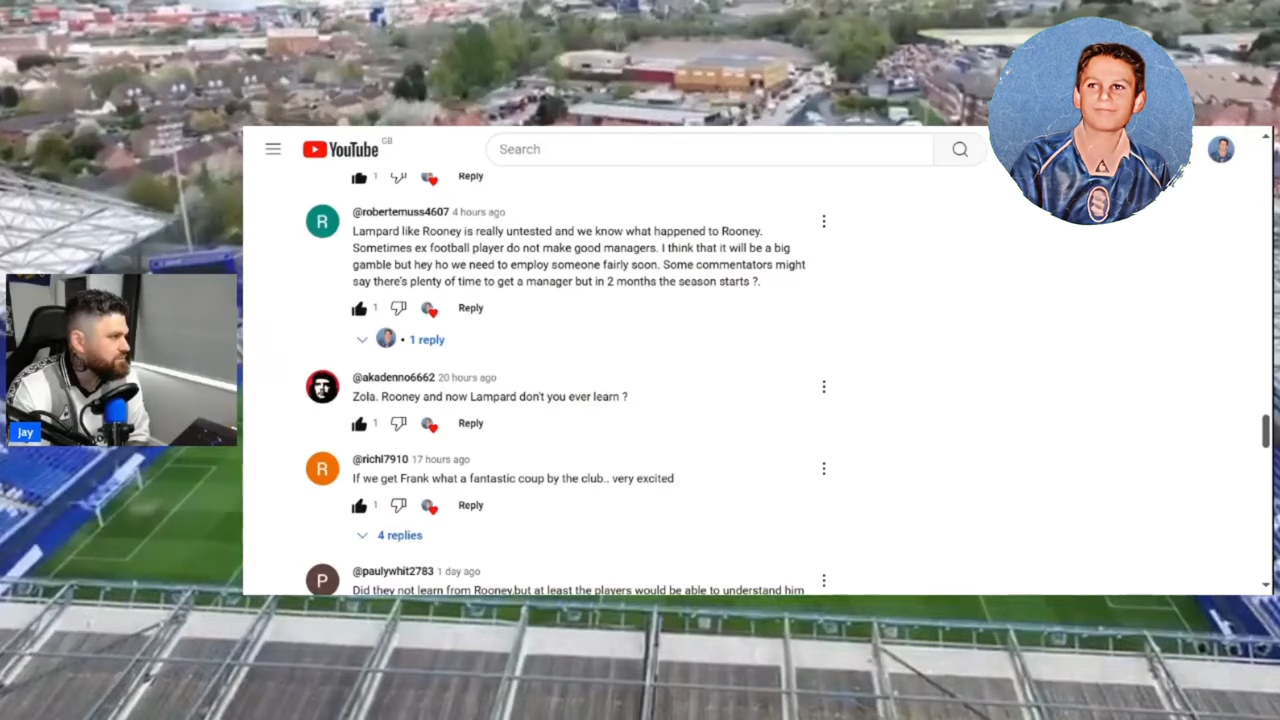 YouTube GB
Search
1 Reply
R
@robertemuss4607 4 hours ago
Lampard like Rooney is really untested and we know what happened to Rooney.
Sometimes ex football player do not make good managers. I think that it will be a big
gamble but hey ho we need to employ someone fairly soon. Some commentators might
say there's plenty of time to get a manager but in 2 months the season starts ?.
1 Reply
• 1 reply
@akadenno6662 20 hours ago
Zola. Rooney and now Lampard don't you ever learn ?
1 Reply
Jay
R
@richl7910 17 hours ago
If we get Frank what a fantastic coup by the club.. very excited
1 Reply
4 replies
P
@paulywhit2783 1 day ago
Did they not learn from Rooney,but at least the players would be able to understand him